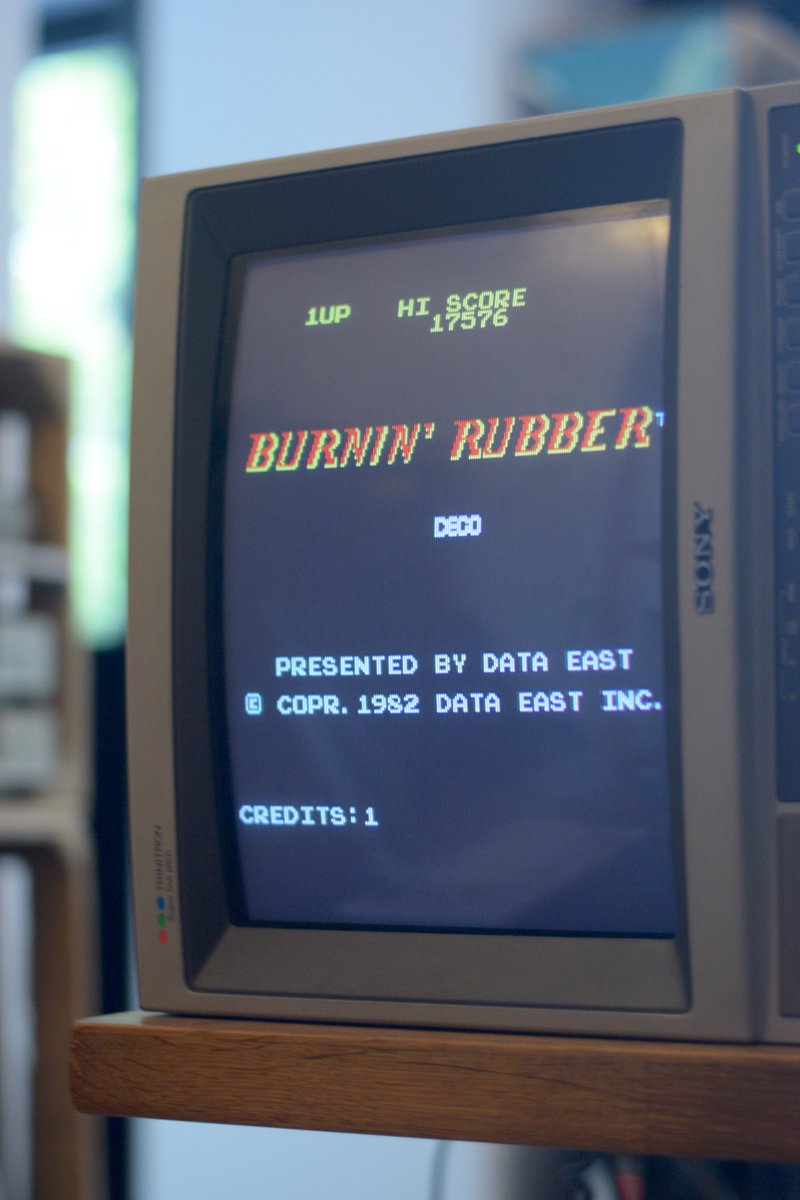 1UP HI SCORE
17576
BURNIN' RUBBER
DECO
PRESENTED BY DATA EAST
© COPR. 1982 DATA EAST INC.
CREDITS:1
SONY
TRINITRON